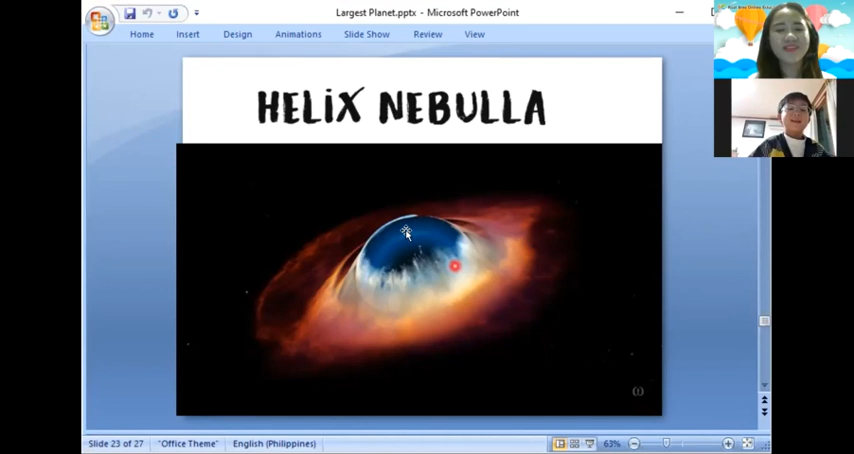 Largest Planet.pptx - Microsoft PowerPoint
Home Insert Design Animations Slide Show Review View
HELIX NEBULLA
Slide 23 of 27 "Office Theme" English (Philippines) 63%